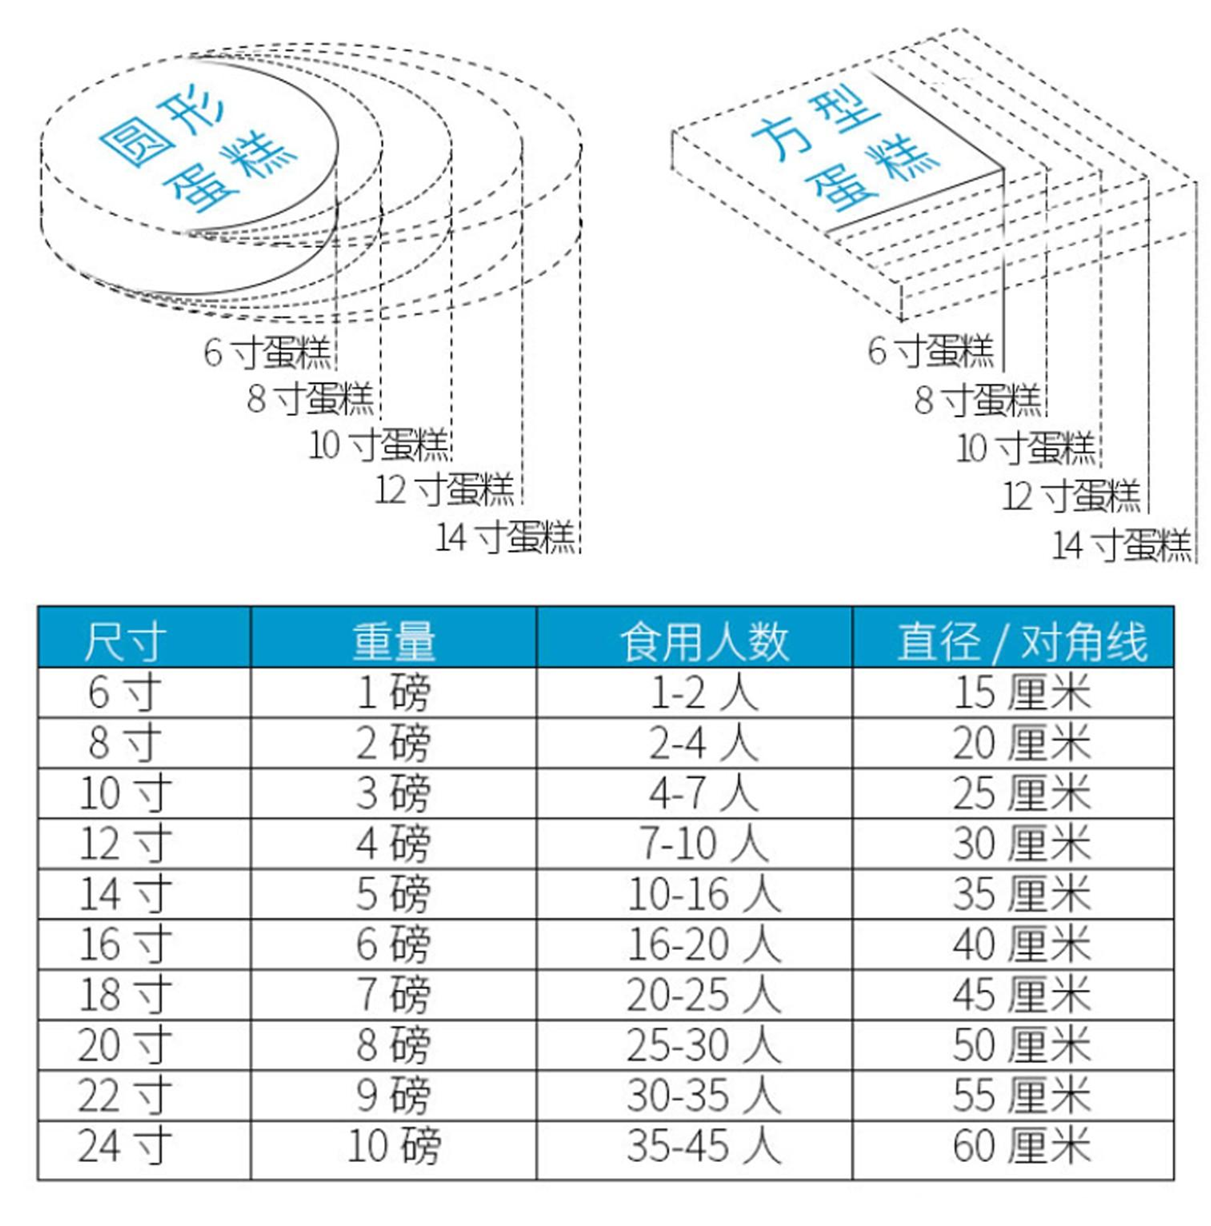 圆形
蛋糕
方型
蛋糕
6 寸蛋糕
8 寸蛋糕
10 寸蛋糕
12 寸蛋糕
14 寸蛋糕
6 寸蛋糕
8 寸蛋糕
10 寸蛋糕
12 寸蛋糕
14 寸蛋糕
尺寸 重量 食用人数 直径 / 对角线
6 寸 1 磅 1-2 人 15 厘米
8 寸 2 磅 2-4 人 20 厘米
10 寸 3 磅 4-7 人 25 厘米
12 寸 4 磅 7-10 人 30 厘米
14 寸 5 磅 10-16 人 35 厘米
16 寸 6 磅 16-20 人 40 厘米
18 寸 7 磅 20-25 人 45 厘米
20 寸 8 磅 25-30 人 50 厘米
22 寸 9 磅 30-35 人 55 厘米
24 寸 10 磅 35-45 人 60 厘米